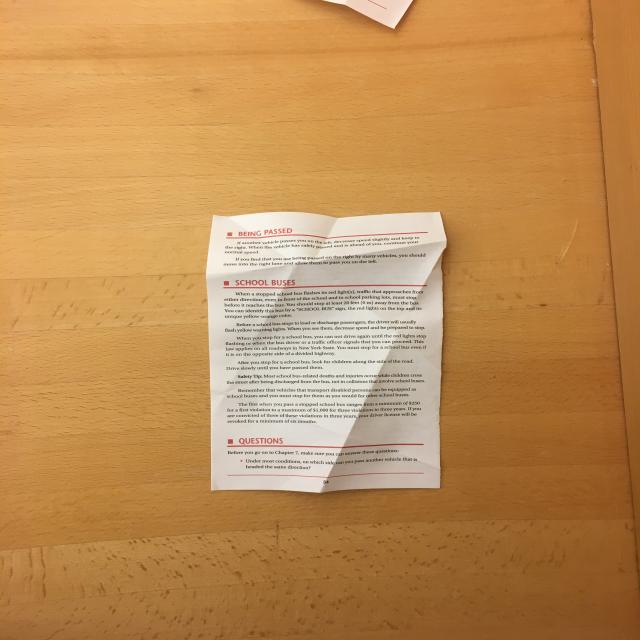 ■ BEING PASSED
If another vehicle passes you on the left, decrease speed slightly and keep to
the right. When the vehicle has safely passed and is ahead of you, continue your
normal speed.
If you find that you are being passed on the right by many vehicles, you should
move into the right lane and allow them to pass you on the left.
■ SCHOOL BUSES
When a stopped school bus flashes its red light(s), traffic that approaches from
either direction, even in front of the school and in school parking lots, must stop
before it reaches the bus. You should stop at least 20 feet (6 m) away from the bus.
You can identify this bus by a "SCHOOL BUS" sign, the red lights on the top and its
unique yellow-orange color.
Before a school bus stops to load or discharge passengers, the driver will usually
flash yellow warning lights. When you see them, decrease speed and be prepared to stop.
When you stop for a school bus, you can not drive again until the red lights stop
flashing or when the bus driver or a traffic officer signals that you can proceed. This
law applies on all roadways in New York State. You must stop for a school bus even if
it is on the opposite side of a divided highway.
After you stop for a school bus, look for children along the side of the road.
Drive slowly until you have passed them.
Safety Tip: Most school bus-related deaths and injuries occur while children cross
the street after being discharged from the bus, not in collisions that involve school buses.
Remember that vehicles that transport disabled persons can be equipped as
school buses and you must stop for them as you would for other school buses.
The fine when you pass a stopped school bus ranges from a minimum of $250
for a first violation to a maximum of $1,000 for three violations in three years. If you
are convicted of three of these violations in three years, your driver license will be
revoked for a minimum of six months.
■ QUESTIONS
Before you go on to Chapter 7, make sure you can answer these questions:
• Under most conditions, on which side can you pass another vehicle that is
headed the same direction?